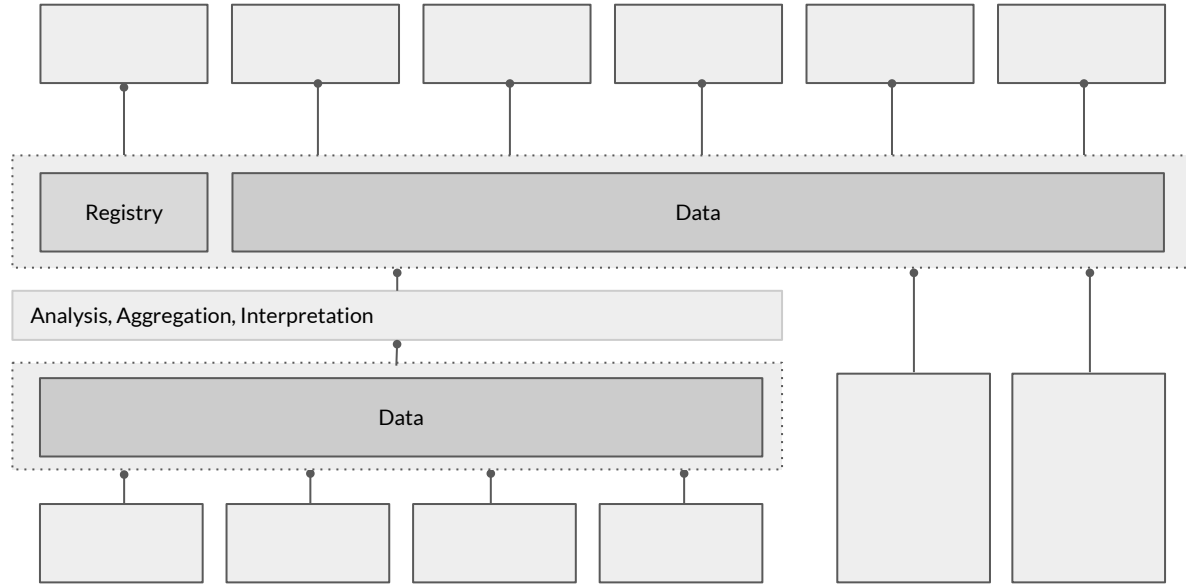 Registry
Data
Analysis, Aggregation, Interpretation
Data